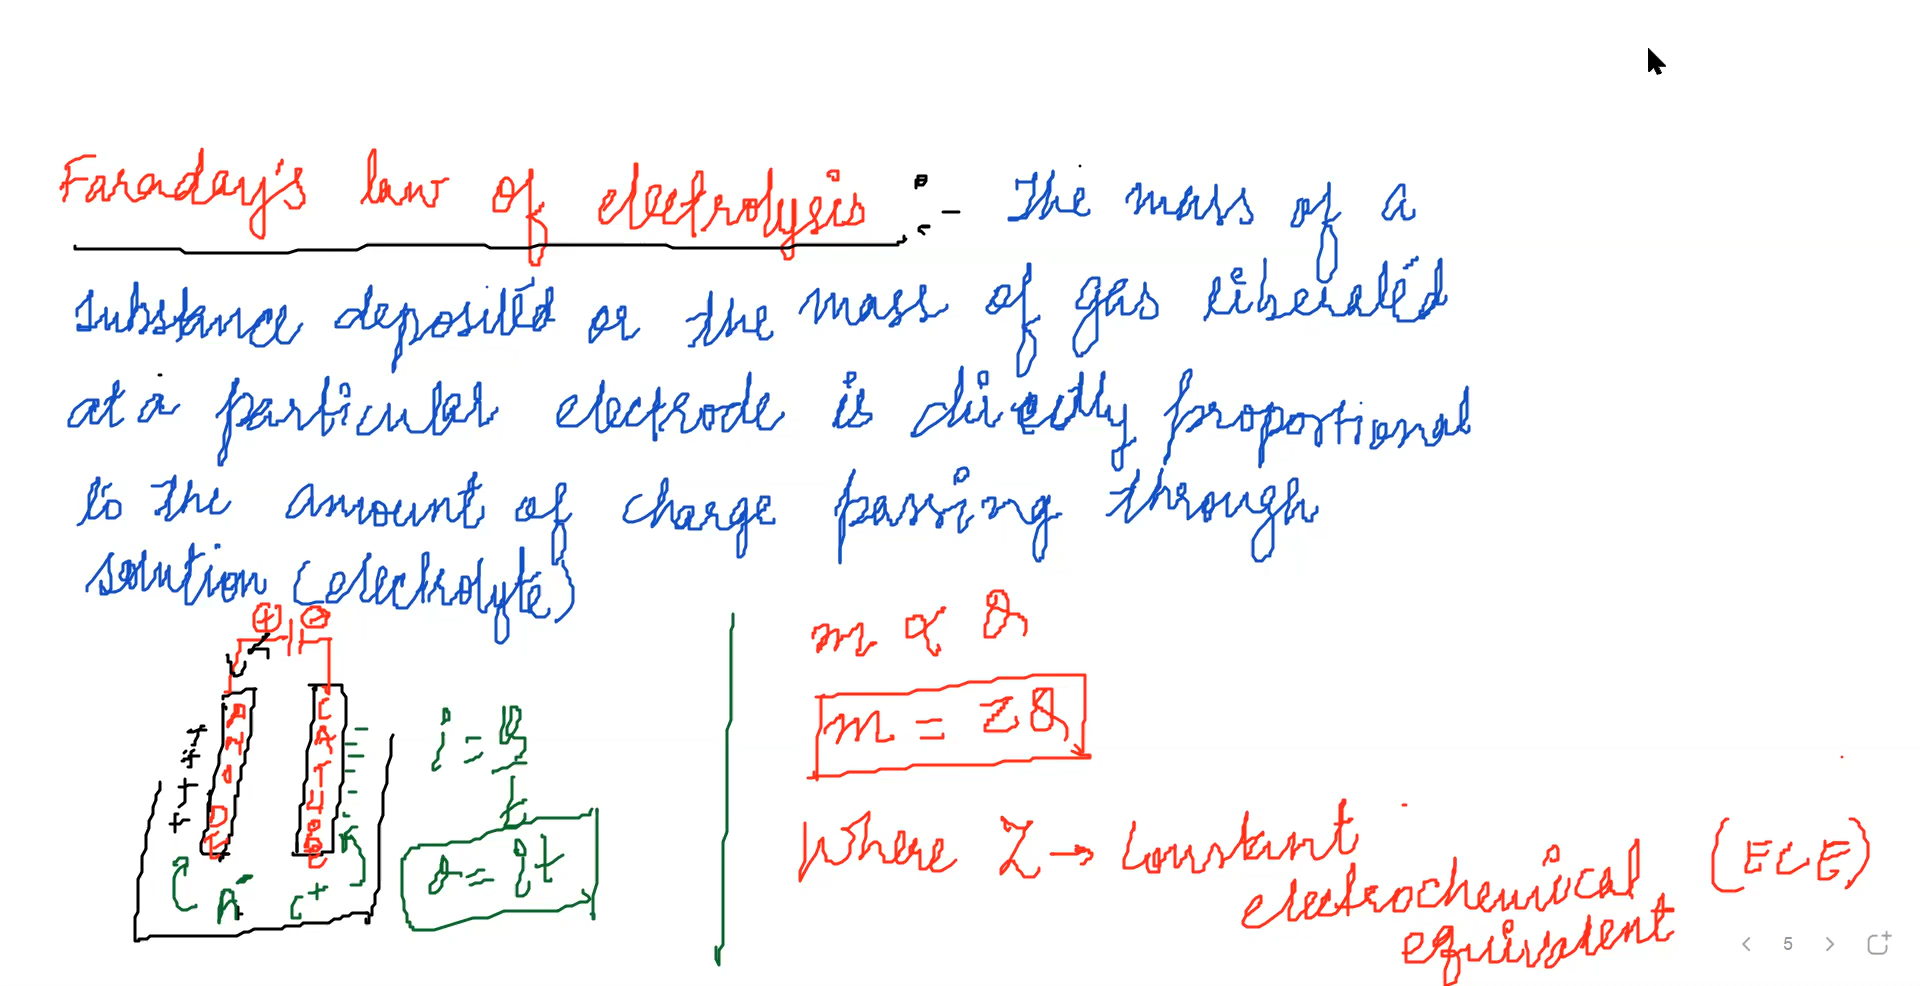 Faraday's law of electrolysis :- The mass of a
substance deposited or the mass of gas liberated
at a particular electrode is directly proportional
to the amount of charge passing through
solution (electrolyte)
+ -
ANODE
CATHODE
A-
C+
i = Q/t
Q = it
m ∝ Q
m = ZQ
Where Z → Constant
electrochemical (ECE)
equivalent
5